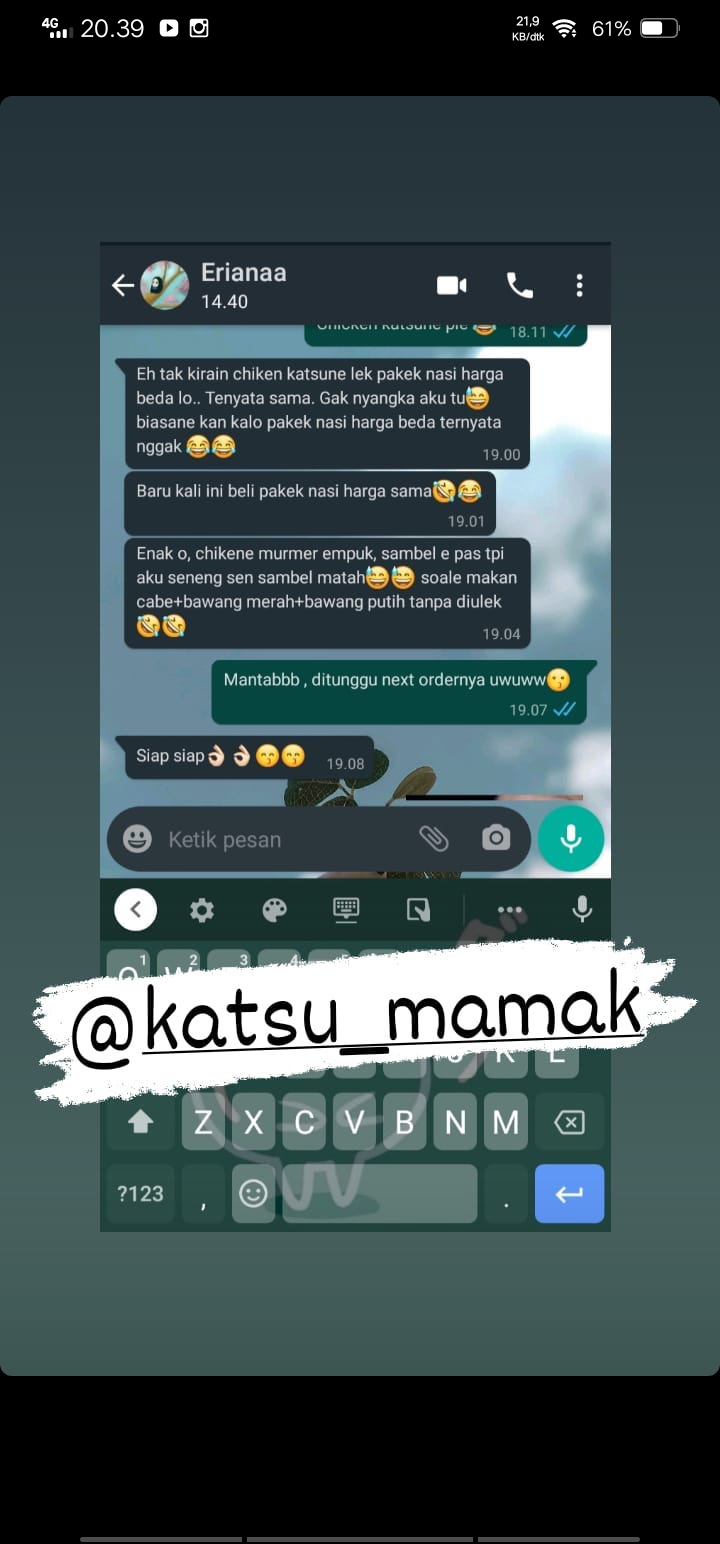 4G 20.39 21,9 KB/dtk 61%
Erianaa
14.40
18.11
Eh tak kirain chiken katsune lek pakek nasi harga
beda lo.. Tenyata sama. Gak nyangka aku tu😅
biasane kan kalo pakek nasi harga beda ternyata
nggak 😂😂
19.00
Baru kali ini beli pakek nasi harga sama🤣😂
19.01
Enak o, chikene murmer empuk, sambel e pas tpi
aku seneng sen sambel matah😅😅 soale makan
cabe+bawang merah+bawang putih tanpa diulek
🤣🤣
19.04
Mantabbb , ditunggu next ordernya uwuww😗
19.07
Siap siap👌🏻👌🏻😙😙 19.08
Ketik pesan
1 2 3 4
@katsu_mamak
K L
Z X C V B N M
?123 , .